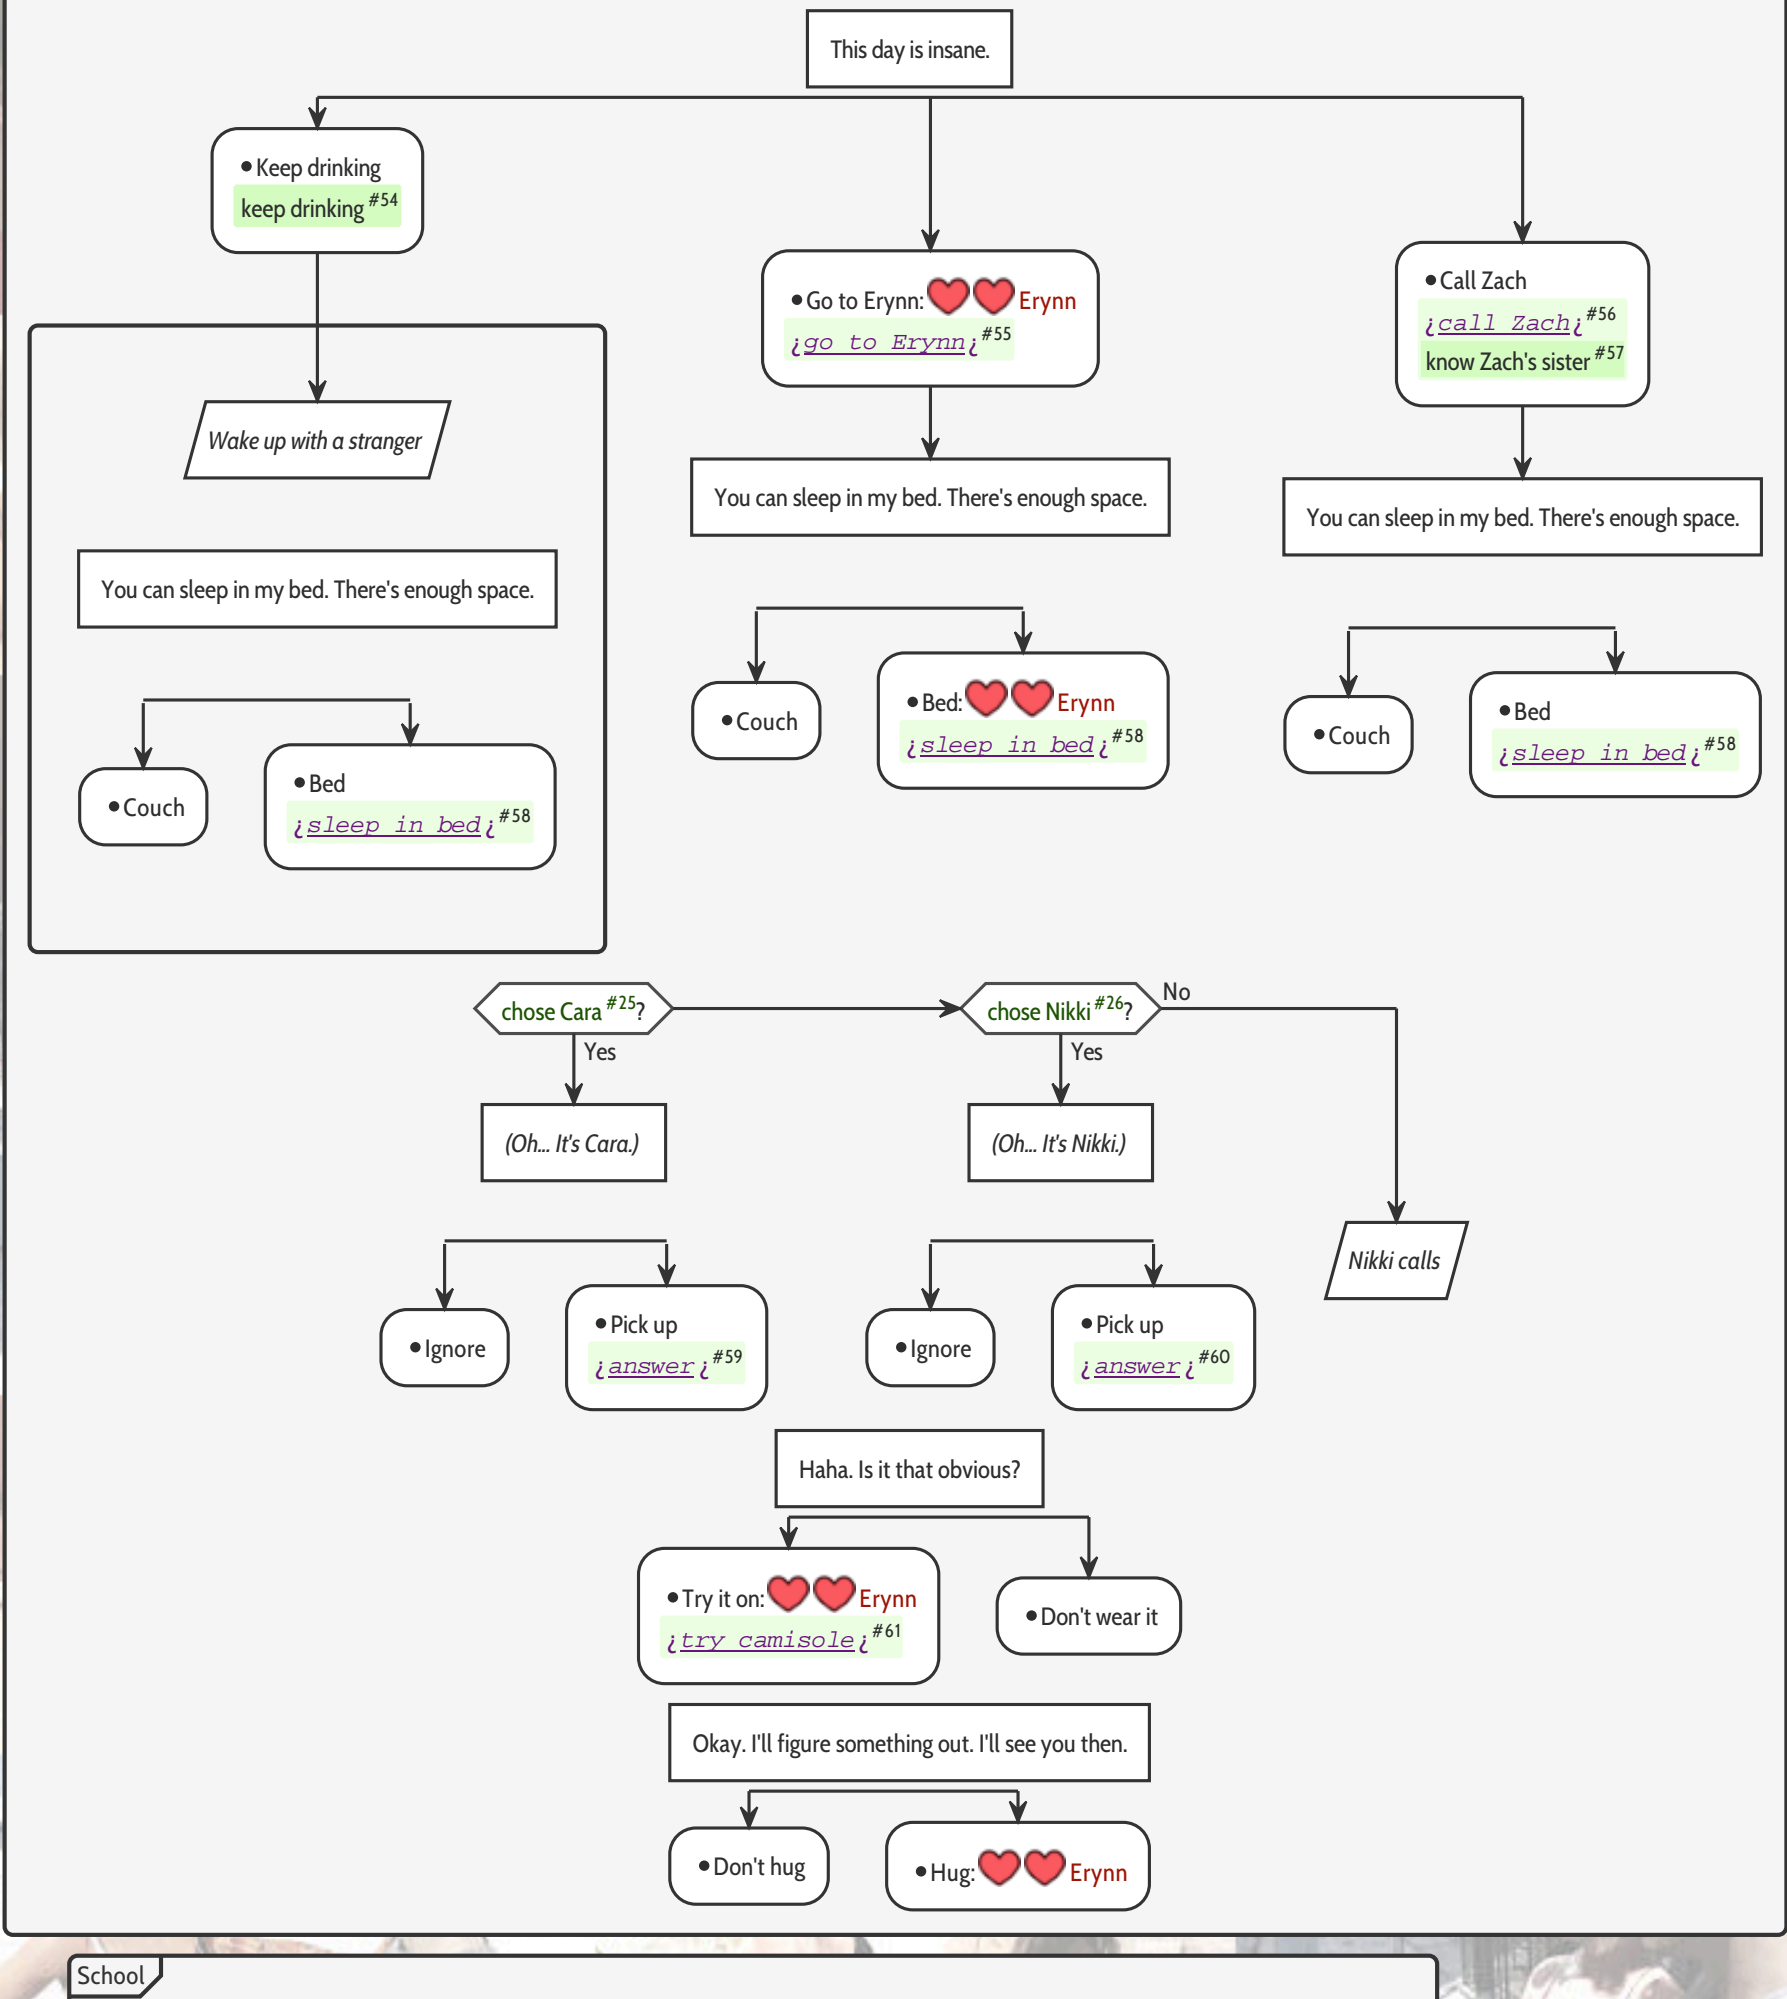 This day is insane.
•Keep drinking
keep drinking #54
•Go to Erynn: Erynn
¿go to Erynn¿ #55
•Call Zach
¿call Zach¿ #56
know Zach's sister #57
Wake up with a stranger
You can sleep in my bed. There's enough space.
You can sleep in my bed. There's enough space.
You can sleep in my bed. There's enough space.
•Couch
•Bed
¿sleep in bed¿ #58
•Couch
•Bed: Erynn
¿sleep in bed¿ #58
•Couch
•Bed
¿sleep in bed¿ #58
chose Cara #25?
Yes
chose Nikki #26?
No
Yes
(Oh... It's Cara.)
(Oh... It's Nikki.)
Nikki calls
•Ignore
•Pick up
¿answer¿ #59
•Ignore
•Pick up
¿answer¿ #60
Haha. Is it that obvious?
•Try it on: Erynn
¿try camisole¿ #61
•Don't wear it
Okay. I'll figure something out. I'll see you then.
•Don't hug
•Hug: Erynn
School